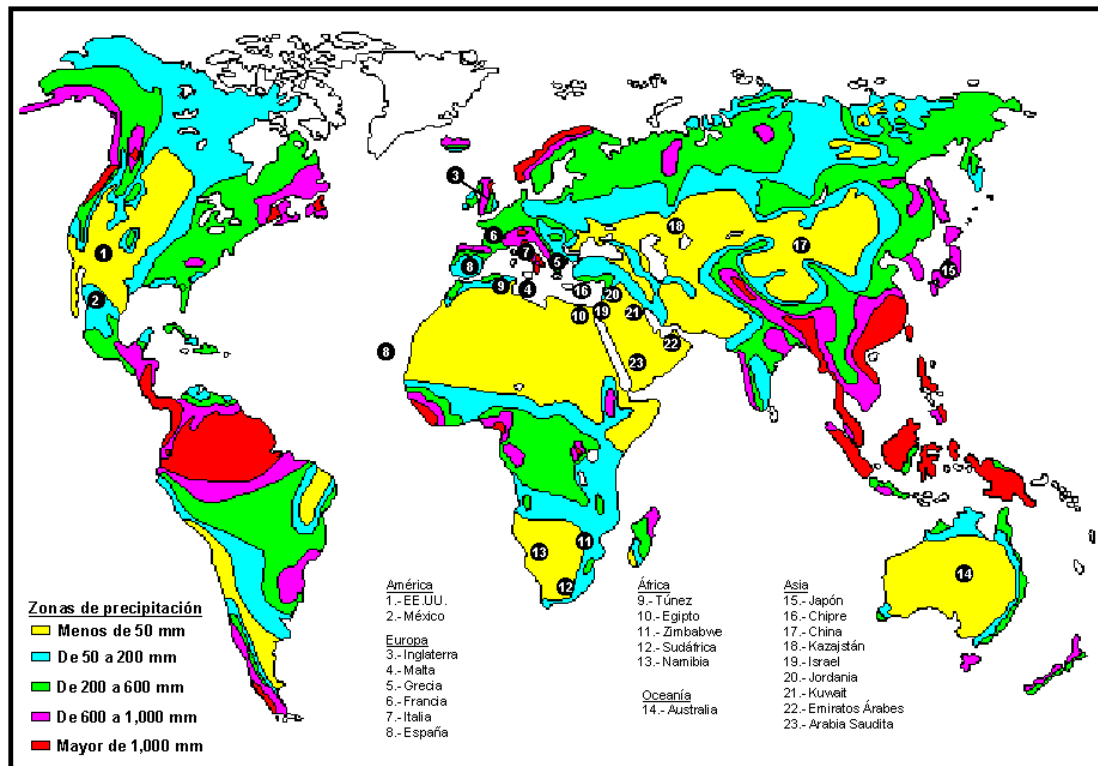 3
6
7
5
8
9
4
16
10
19
20
21
22
23
18
17
15
1
2
8
11
13
12
14
Zonas de precipitación
Menos de 50 mm
De 50 a 200 mm
De 200 a 600 mm
De 600 a 1,000 mm
Mayor de 1,000 mm
América
1.- EE.UU.
2.- México
Europa
3.- Inglaterra
4.- Malta
5.- Grecia
6.- Francia
7.- Italia
8.- España
África
9.- Túnez
10.- Egipto
11.- Zimbabwe
12.- Sudáfrica
13.- Namibia
Oceanía
14.- Australia
Asia
15.- Japón
16.- Chipre
17.- China
18.- Kazajstán
19.- Israel
20.- Jordania
21.- Kuwait
22.- Emiratos Árabes
23.- Arabia Saudita